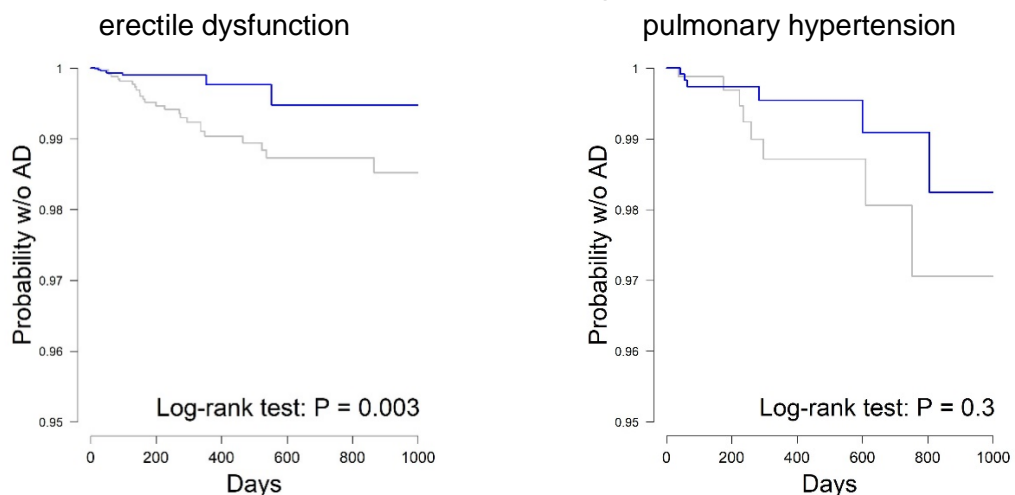 erectile dysfunction
Probability w/o AD
1
0.99
0.98
0.97
0.96
0.95
Log-rank test: P = 0.003
0 200 400 600 800 1000
Days
pulmonary hypertension
Probability w/o AD
1
0.99
0.98
0.97
0.96
0.95
Log-rank test: P = 0.3
0 200 400 600 800 1000
Days